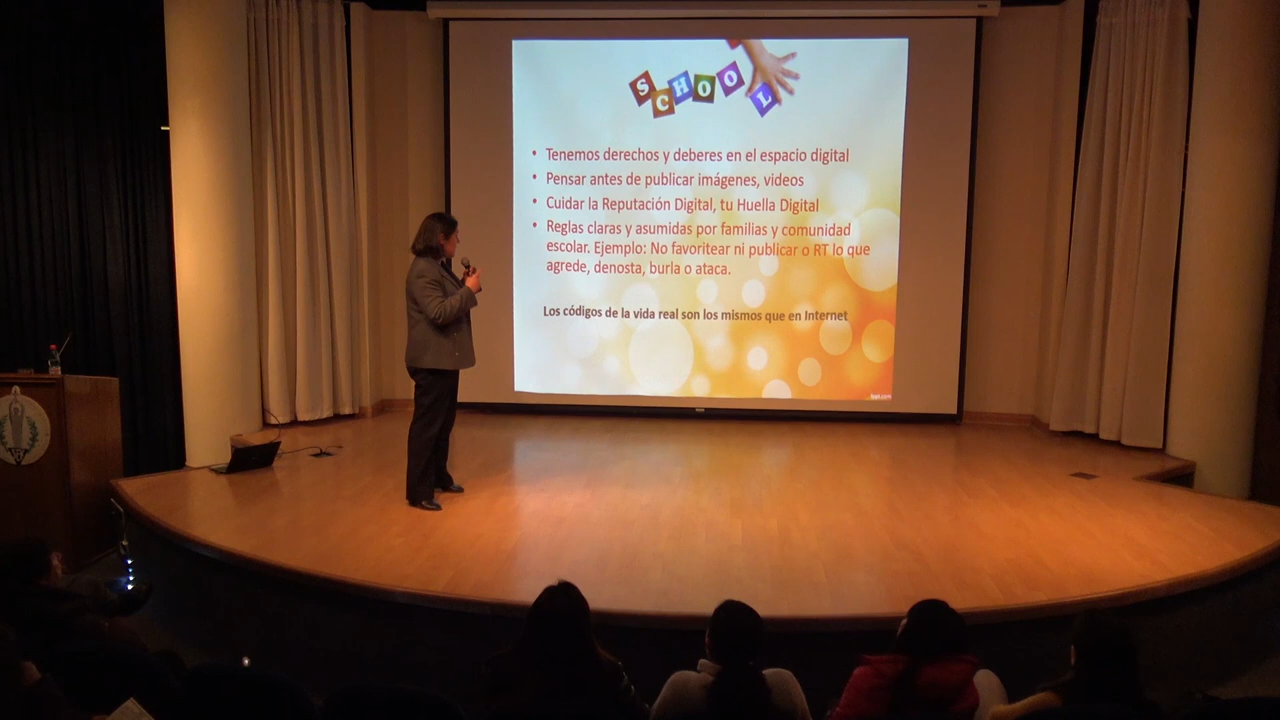 SCHOOL
• Tenemos derechos y deberes en el espacio digital
• Pensar antes de publicar imágenes, videos
• Cuidar la Reputación Digital, tu Huella Digital
• Reglas claras y asumidas por familias y comunidad
escolar. Ejemplo: No favoritear ni publicar o RT lo que
agrede, denosta, burla o ataca.
Los códigos de la vida real son los mismos que en Internet